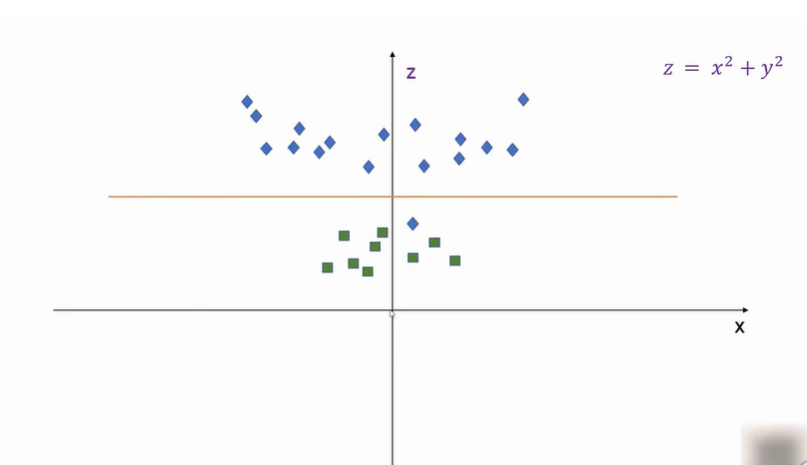 z = x² + y²
z
x